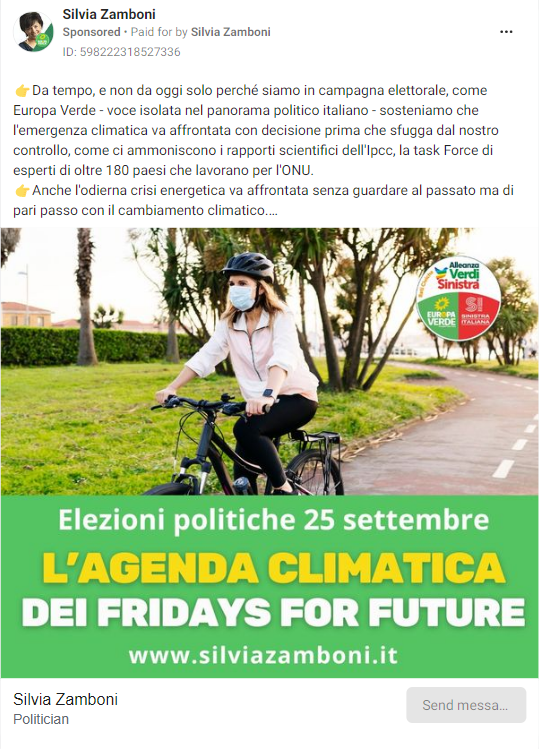 Silvia Zamboni
Sponsored • Paid for by Silvia Zamboni
ID: 598222318527336
👉Da tempo, e non da oggi solo perché siamo in campagna elettorale, come
Europa Verde - voce isolata nel panorama politico italiano - sosteniamo che
l'emergenza climatica va affrontata con decisione prima che sfugga dal nostro
controllo, come ci ammoniscono i rapporti scientifici dell'Ipcc, la task Force di
esperti di oltre 180 paesi che lavorano per l'ONU.
👉Anche l'odierna crisi energetica va affrontata senza guardare al passato ma di
pari passo con il cambiamento climatico....
Alleanza
Verdi
Sinistra
EUROPA
VERDE
SI
SINISTRA
ITALIANA
Elezioni politiche 25 settembre
L'AGENDA CLIMATICA
DEI FRIDAYS FOR FUTURE
www.silviazamboni.it
Silvia Zamboni
Politician
Send messa...